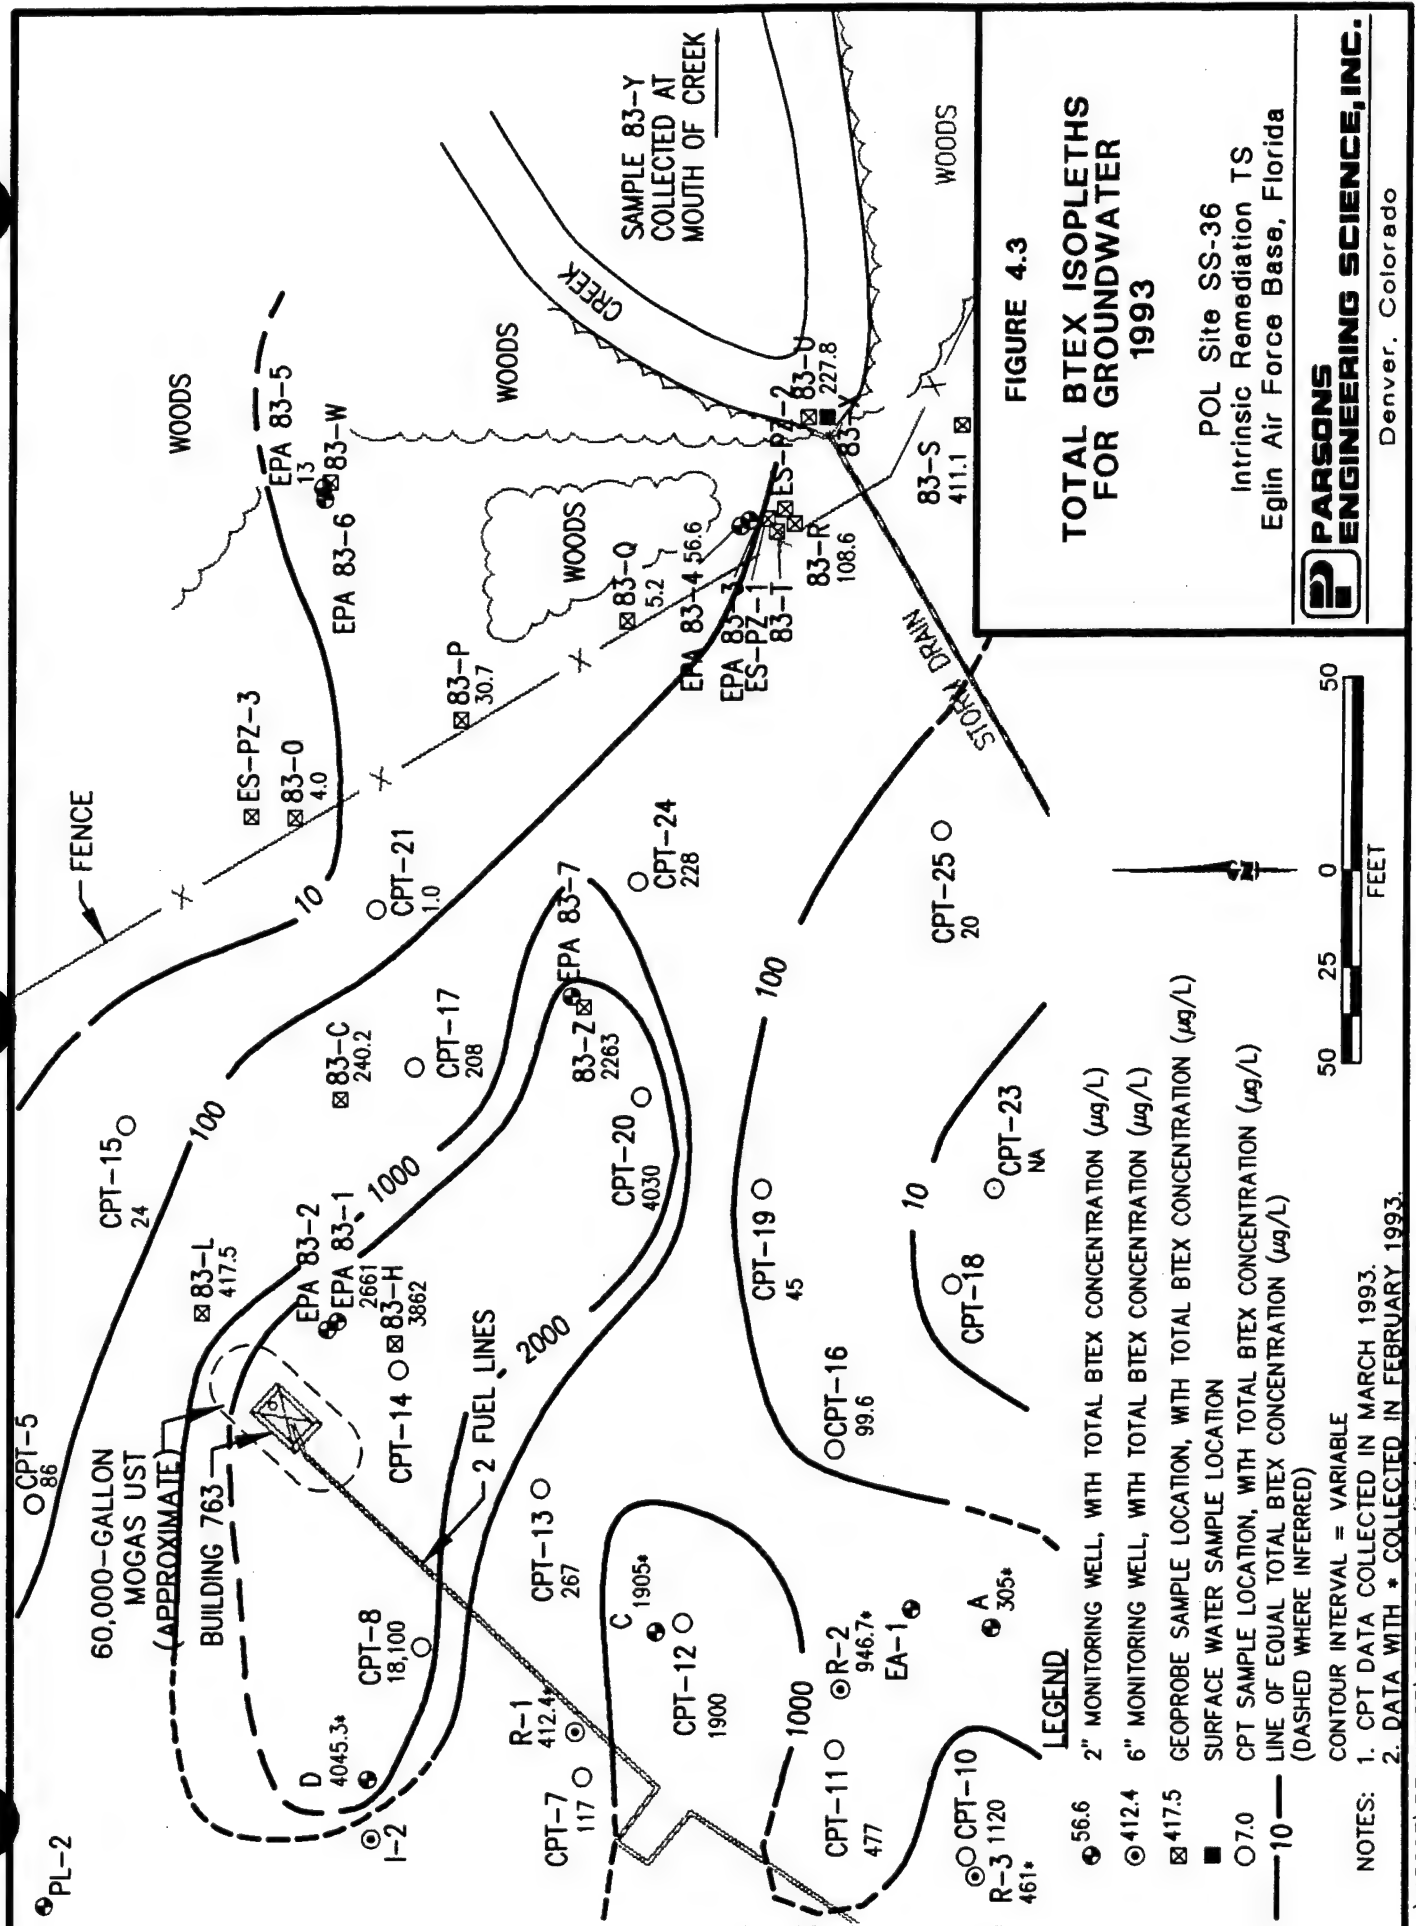 PL-2
CPT-5
86
60,000-GALLON
MOGAS UST
(APPROXIMATE)
BUILDING 763
CPT-15
24
FENCE
100
10
83-L
417.5
EPA 83-2
EPA 83-1
2661
83-H
3862
CPT-14
1000
83-C
240.2
CPT-17
208
CPT-21
1.0
ES-PZ-3
83-O
4.0
83-P
30.7
EPA 83-6
EPA 83-5
13
83-W
WOODS
WOODS
WOODS
WOODS
CREEK
SAMPLE 83-Y
COLLECTED AT
MOUTH OF CREEK
D
4045.3*
I-2
CPT-8
18,100
2 FUEL LINES
2000
CPT-13
267
R-1
412.4*
CPT-7
117
CPT-20
4030
83-Z
2263
EPA 83-7
CPT-24
228
83-Q
5.2
EPA 83-4
56.6
EPA 83-3
ES-PZ-1
83-T
83-R
108.6
ES-PZ-2
83-U
227.8
83-X
83-S
411.1
STORM DRAIN
C
1905*
CPT-12
1900
1000
R-2
946.7*
EA-1
A
305*
CPT-11
477
CPT-10
1120
R-3
461*
CPT-16
99.6
CPT-19
45
100
CPT-18
10
CPT-23
NA
CPT-25
20
LEGEND
56.6 2" MONITORING WELL, WITH TOTAL BTEX CONCENTRATION (µg/L)
412.4 6" MONITORING WELL, WITH TOTAL BTEX CONCENTRATION (µg/L)
417.5 GEOPROBE SAMPLE LOCATION, WITH TOTAL BTEX CONCENTRATION (µg/L)
SURFACE WATER SAMPLE LOCATION
7.0 CPT SAMPLE LOCATION, WITH TOTAL BTEX CONCENTRATION (µg/L)
10 LINE OF EQUAL TOTAL BTEX CONCENTRATION (µg/L)
(DASHED WHERE INFERRED)
CONTOUR INTERVAL = VARIABLE
NOTES: 1. CPT DATA COLLECTED IN MARCH 1993.
2. DATA WITH * COLLECTED IN FEBRUARY 1993.
50 25 0 50
FEET
FIGURE 4.3
TOTAL BTEX ISOPLETHS
FOR GROUNDWATER
1993
POL Site SS-36
Intrinsic Remediation TS
Eglin Air Force Base, Florida
PARSONS
ENGINEERING SCIENCE, INC.
Denver, Colorado